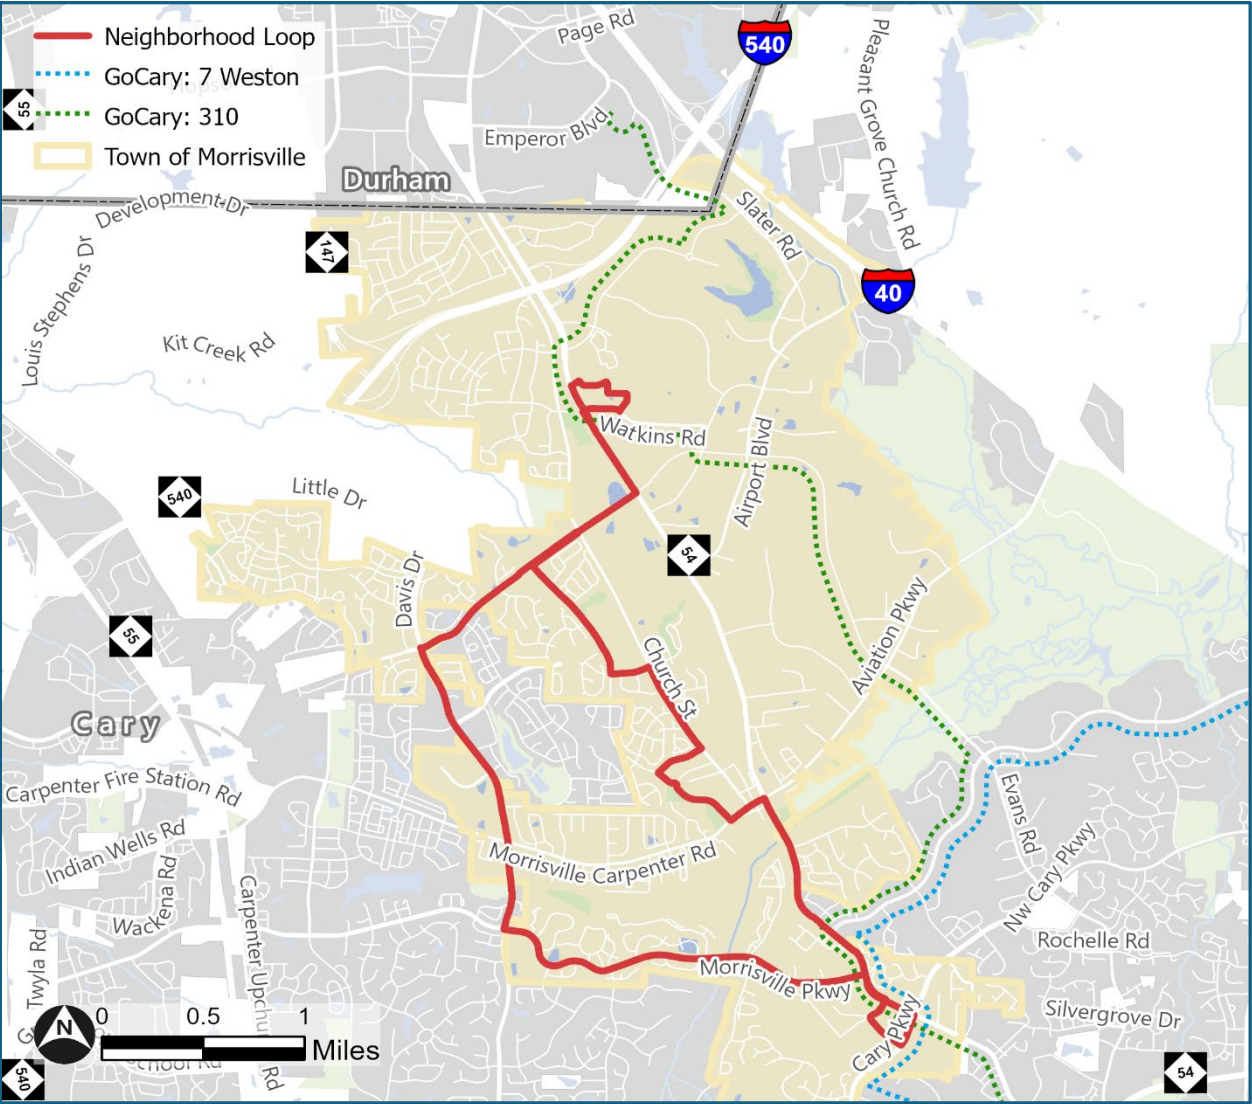 Neighborhood Loop
GoCary: 7 Weston
GoCary: 310
Town of Morrisville
Page Rd
540
Pleasant Grove Church Rd
55
Emperor Blvd
Durham
Development Dr
Slater Rd
147
40
Louis Stephens Dr
Kit Creek Rd
Watkins Rd
Airport Blvd
540
Little Dr
54
Davis Dr
Aviation Pkwy
55
Church St
Cary
Carpenter Fire Station Rd
Evans Rd
Indian Wells Rd
Morrisville Carpenter Rd
Nw Cary Pkwy
Wackena Rd
Carpenter Upchu
Rd
Rochelle Rd
Twyla Rd
Morrisville Pkwy
Silvergrove Dr
Cary Pkwy
N
0 0.5 1
Miles
540
54